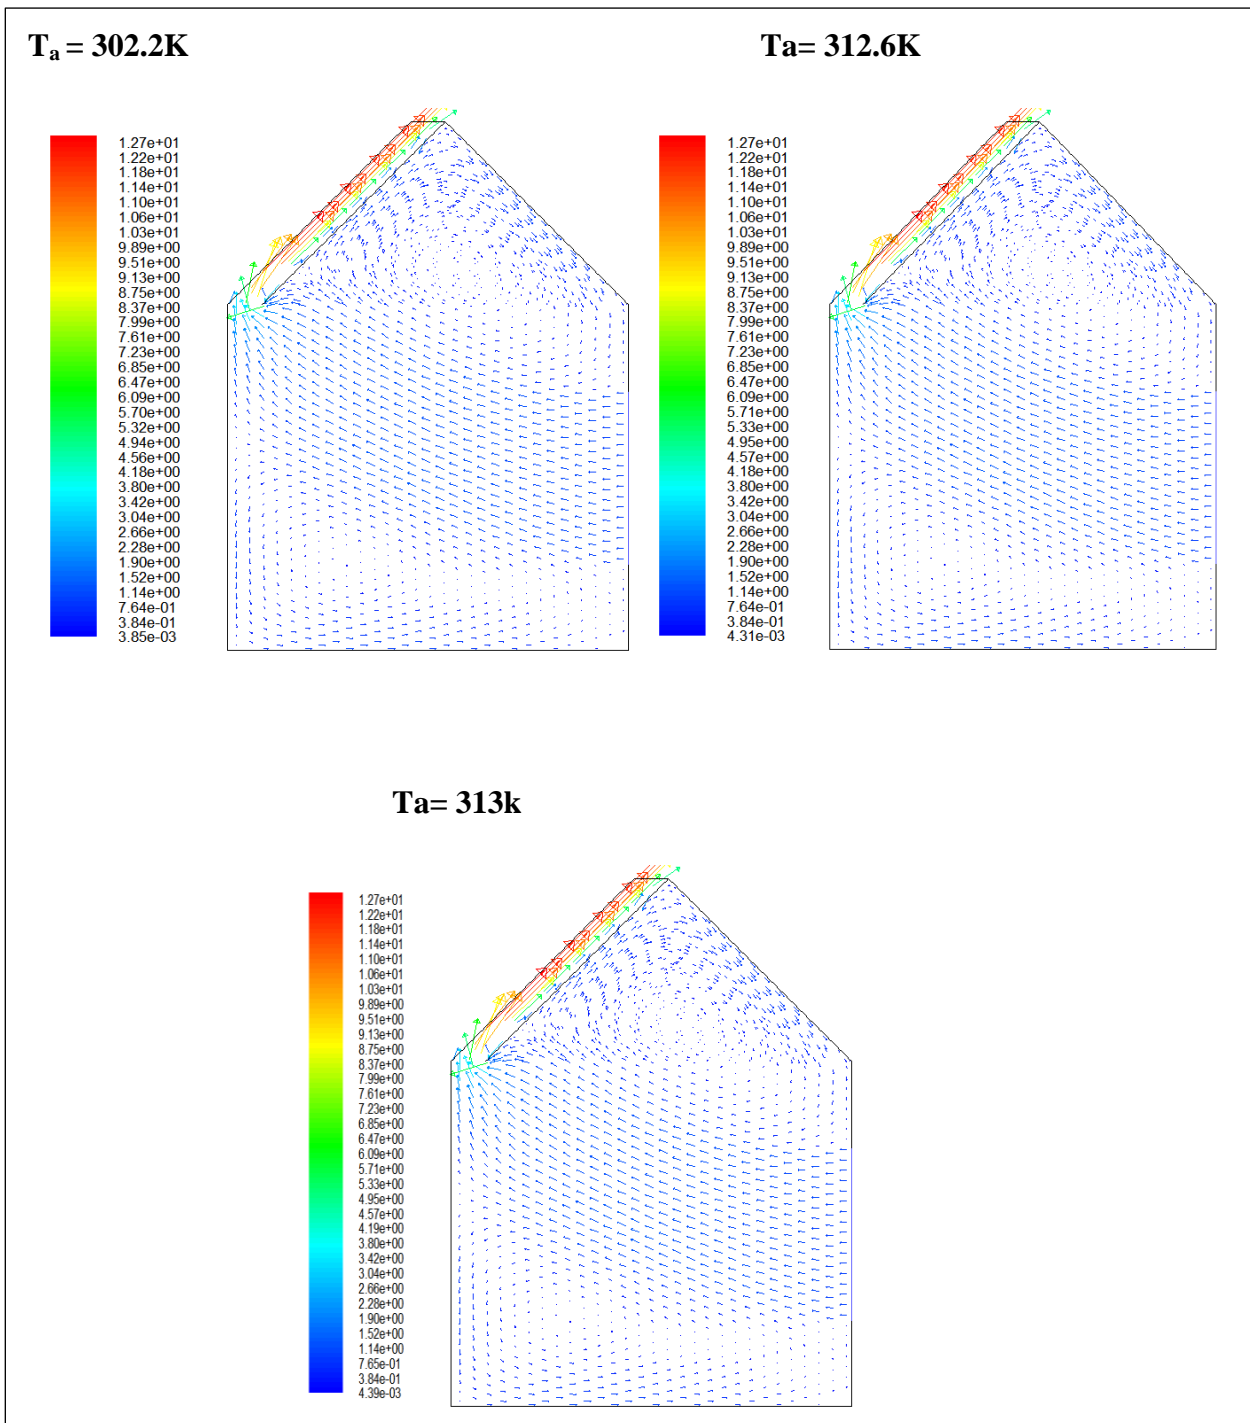 Ta = 302.2K
Ta= 312.6K
1.27e+01
1.22e+01
1.18e+01
1.14e+01
1.10e+01
1.06e+01
1.03e+01
9.89e+00
9.51e+00
9.13e+00
8.75e+00
8.37e+00
7.99e+00
7.61e+00
7.23e+00
6.85e+00
6.47e+00
6.09e+00
5.70e+00
5.32e+00
4.94e+00
4.56e+00
4.18e+00
3.80e+00
3.42e+00
3.04e+00
2.66e+00
2.28e+00
1.90e+00
1.52e+00
1.14e+00
7.64e-01
3.84e-01
3.85e-03
1.27e+01
1.22e+01
1.18e+01
1.14e+01
1.10e+01
1.06e+01
1.03e+01
9.89e+00
9.51e+00
9.13e+00
8.75e+00
8.37e+00
7.99e+00
7.61e+00
7.23e+00
6.85e+00
6.47e+00
6.09e+00
5.71e+00
5.33e+00
4.95e+00
4.57e+00
4.18e+00
3.80e+00
3.42e+00
3.04e+00
2.66e+00
2.28e+00
1.90e+00
1.52e+00
1.14e+00
7.64e-01
3.84e-01
4.31e-03
Ta= 313k
1.27e+01
1.22e+01
1.18e+01
1.14e+01
1.10e+01
1.06e+01
1.03e+01
9.89e+00
9.51e+00
9.13e+00
8.75e+00
8.37e+00
7.99e+00
7.61e+00
7.23e+00
6.85e+00
6.47e+00
6.09e+00
5.71e+00
5.33e+00
4.95e+00
4.57e+00
4.19e+00
3.80e+00
3.42e+00
3.04e+00
2.66e+00
2.28e+00
1.90e+00
1.52e+00
1.14e+00
7.65e-01
3.84e-01
4.39e-03